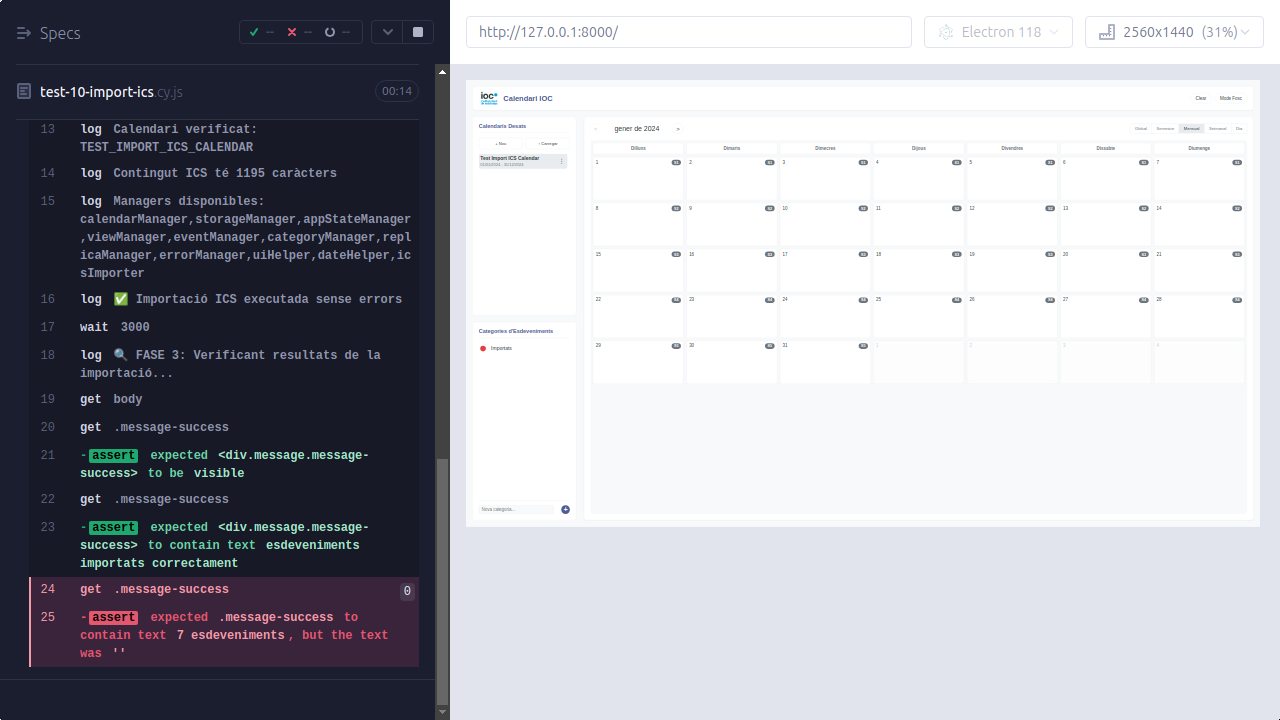 Specs
--
--
--
test-10-import-ics.cy.js
00:14
13 log Calendari verificat:
TEST_IMPORT_ICS_CALENDAR
14 log Contingut ICS té 1195 caràcters
15 log Managers disponibles:
calendarManager,storageManager,appStateManager
,viewManager,eventManager,categoryManager,repl
icaManager,errorManager,uiHelper,dateHelper,ic
sImporter
16 log ✅ Importació ICS executada sense errors
17 wait 3000
18 log 🔍 FASE 3: Verificant resultats de la
importació...
19 get body
20 get .message-success
21 -assert expected <div.message.message-
success> to be visible
22 get .message-success
23 -assert expected <div.message.message-
success> to contain text esdeveniments
importats correctament
24 get .message-success 0
25 -assert expected .message-success to
contain text 7 esdeveniments, but the text
was ''
http://127.0.0.1:8000/
Electron 118
2560x1440 (31%)
ioc
Calendari IOC
Clear
Mode Fosc
Calendaris Desats
+ Nou
Carregar
Test Import ICS Calendar
Categories d'Esdeveniments
Importats
Nova categoria...
+
‹ gener de 2024 >
Global Semestre Mensual Setmanal Dia
Dilluns Dimarts Dimecres Dijous Divendres Dissabte Diumenge
1 2 3 4 5 6 7
8 9 10 11 12 13 14
15 16 17 18 19 20 21
22 23 24 25 26 27 28
29 30 31 1 2 3 4